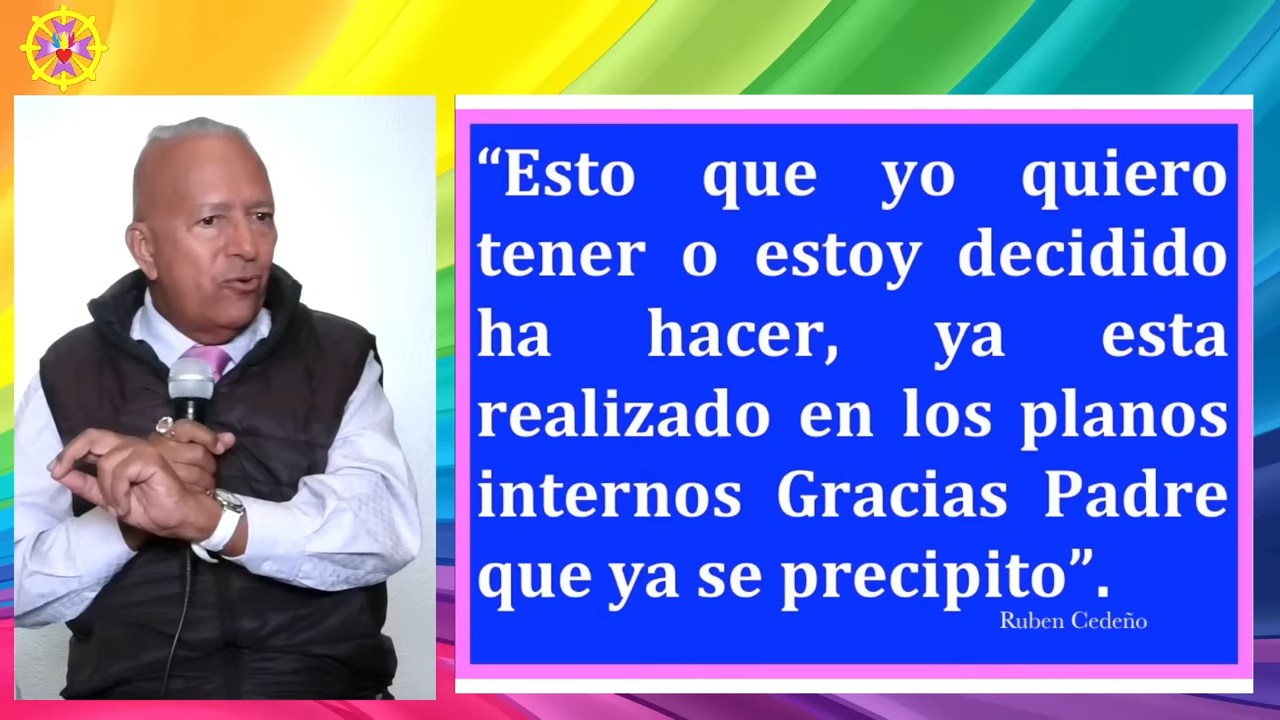 “Esto que yo quiero
tener o estoy decidido
ha hacer, ya esta
realizado en los planos
internos Gracias Padre
que ya se precipito”.
Ruben Cedeño